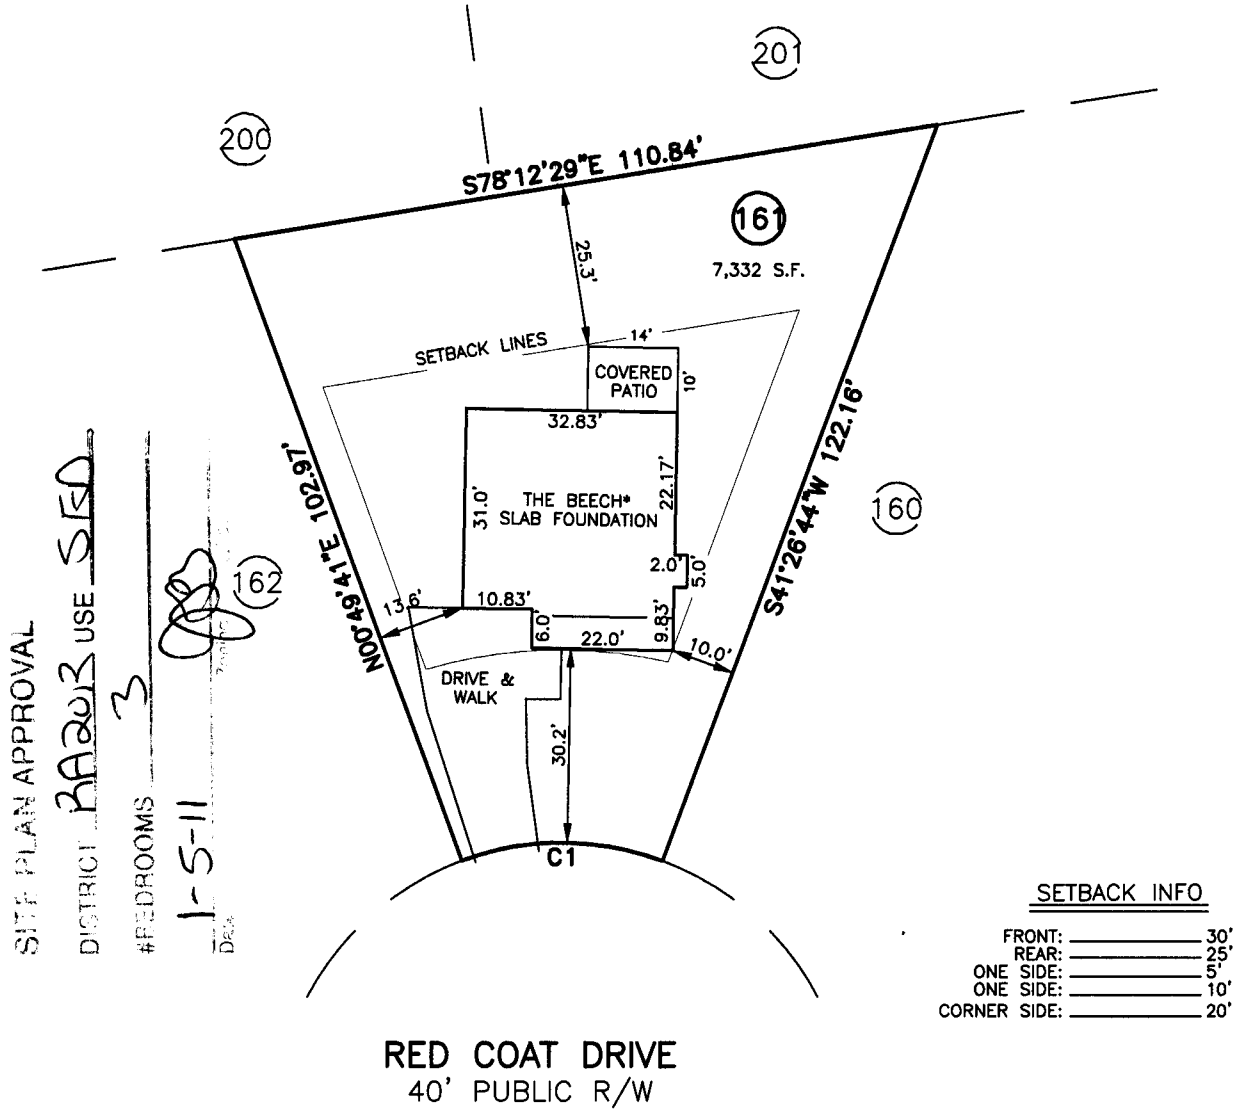 201
200
S78°12'29"E 110.84'
161
7,332 S.F.
25.3'
SETBACK LINES
14'
COVERED
PATIO
10'
32.83'
N00°49'41"E 102.97'
31.0'
THE BEECH*
SLAB FOUNDATION
22.17'
S41°26'44"W 122.16'
160
2.0'
5.0'
162
13.6'
10.83'
6.0'
22.0'
9.83'
10.0'
DRIVE &
WALK
30.2'
C1
SITE PLAN APPROVAL
DISTRICT RA20R USE SFD
#BEDROOMS 3
1-5-11
Date
SETBACK INFO
FRONT: 30'
REAR: 25'
ONE SIDE: 5'
ONE SIDE: 10'
CORNER SIDE: 20'
RED COAT DRIVE
40' PUBLIC R/W